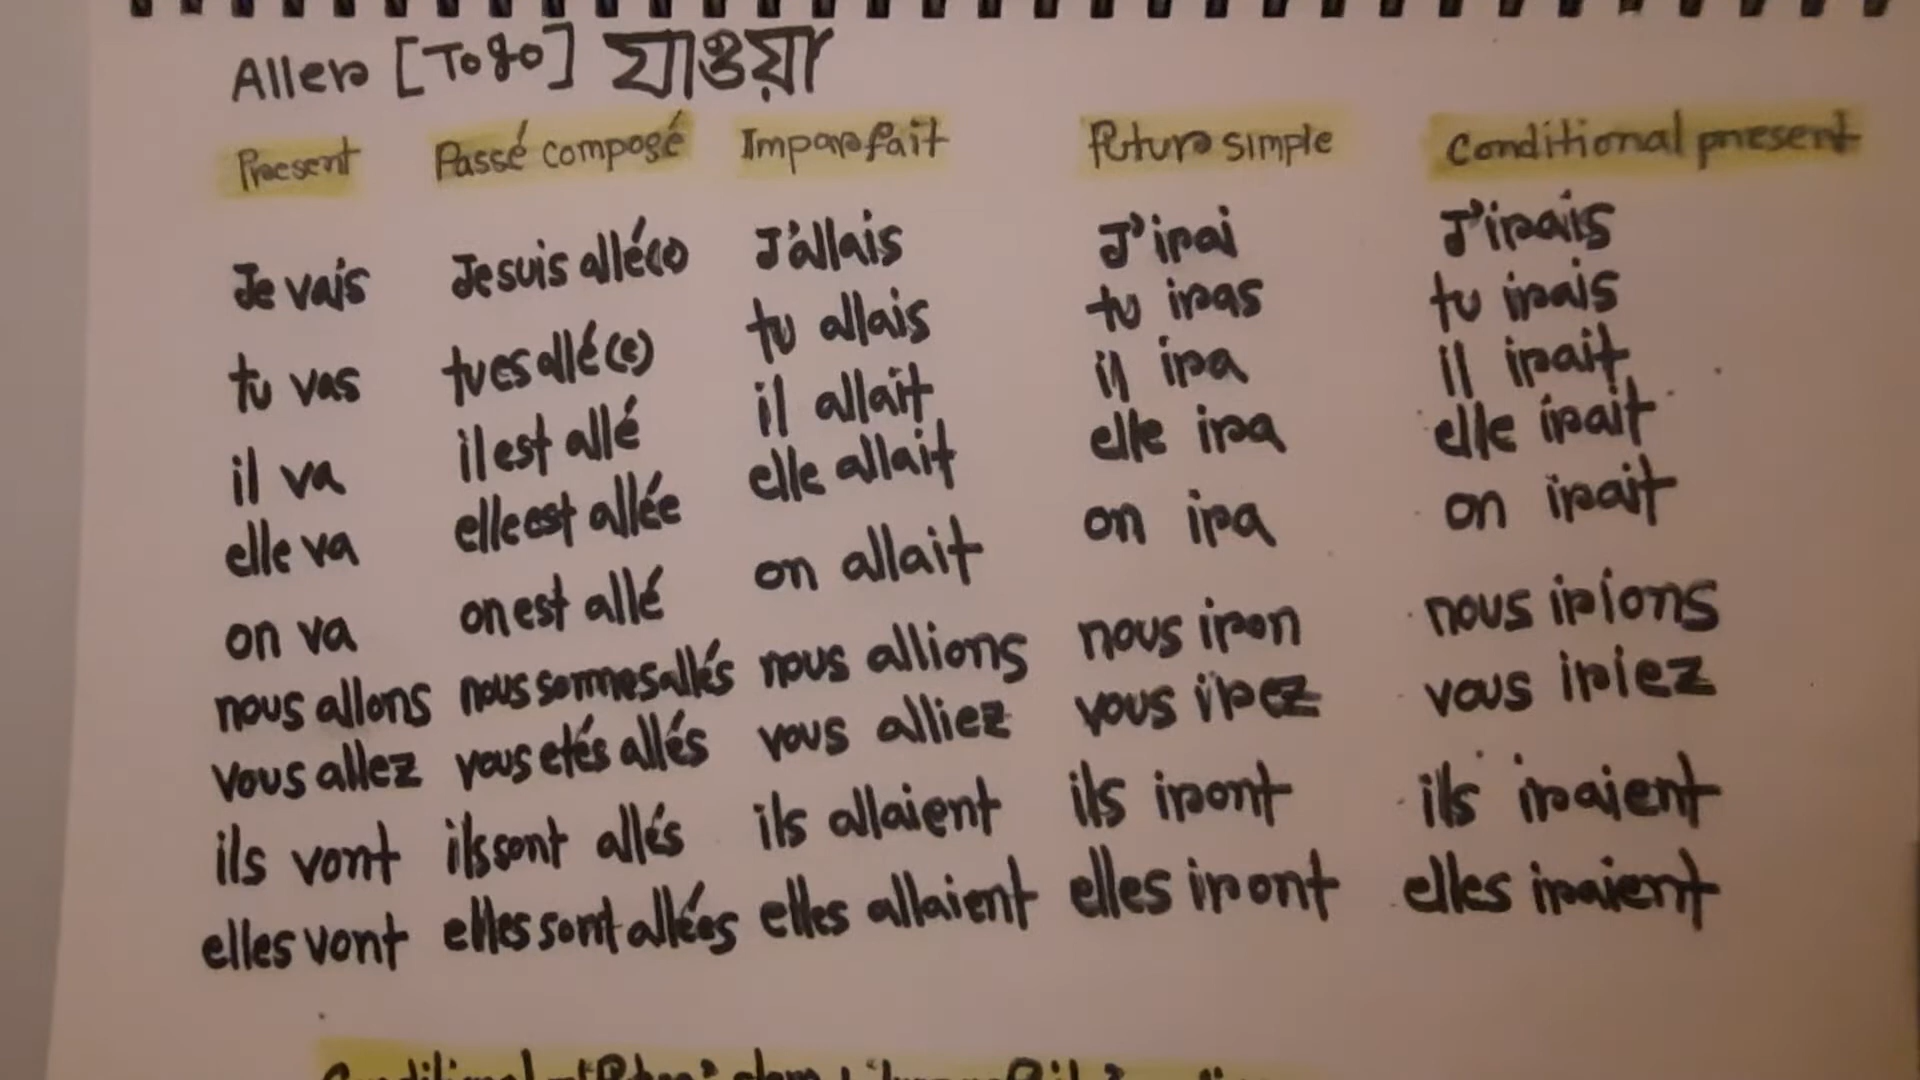 Aller [To go] যাওয়া
Present Passé composé Imparfait Futur simple Conditional present
Je vais Je suis allé(e) J'allais J'irai J'irais
tu vas tu es allé(e) tu allais tu iras tu irais
il va il est allé il allait il ira il irait
elle va elle est allée elle allait elle ira elle irait
on va on est allé on allait on ira on irait
nous allons nous sommes allés nous allions nous iron nous irions
vous allez vous etés allés vous alliez vous irez vous iriez
ils vont ils sont allés ils allaient ils iront ils iraient
elles vont elles sont allées elles allaient elles iront elles iraient